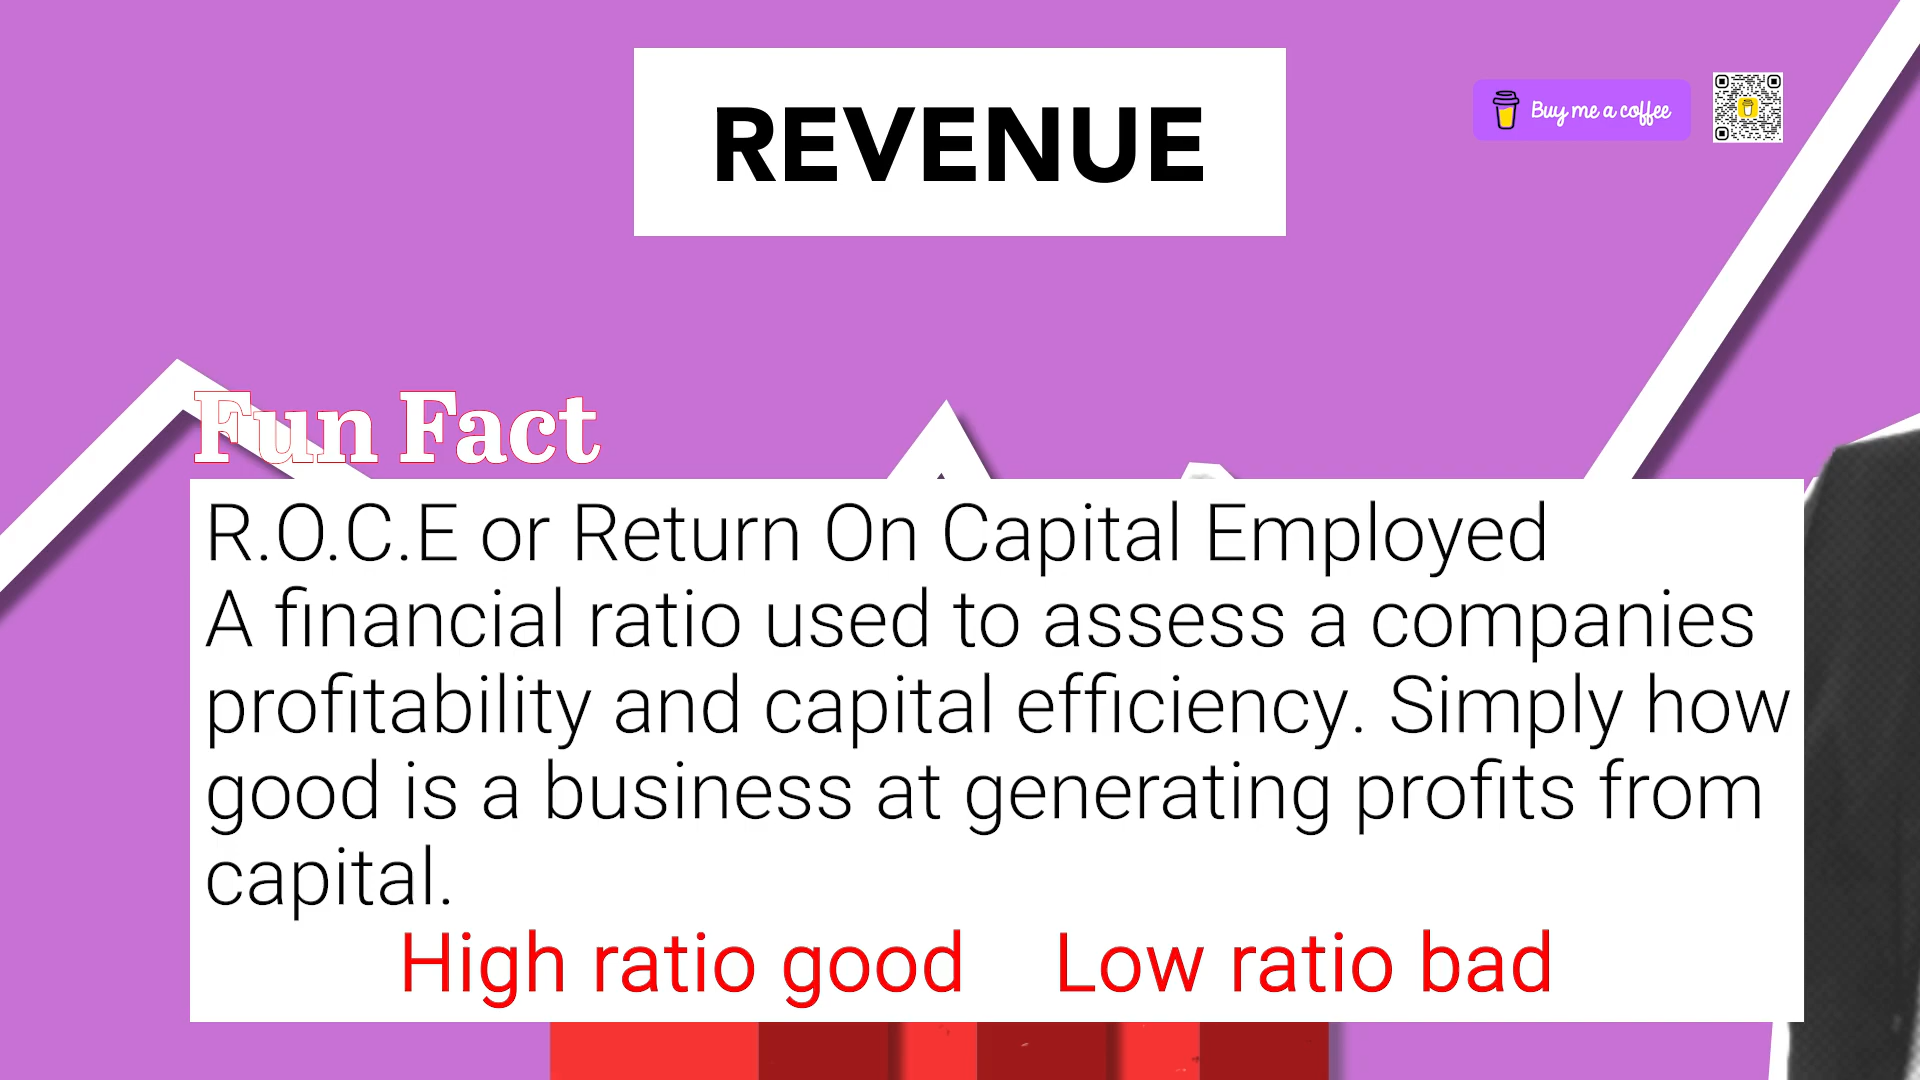 REVENUE
Buy me a coffee
Fun Fact
R.O.C.E or Return On Capital Employed
A financial ratio used to assess a companies
profitability and capital efficiency. Simply how
good is a business at generating profits from
capital.
High ratio good Low ratio bad